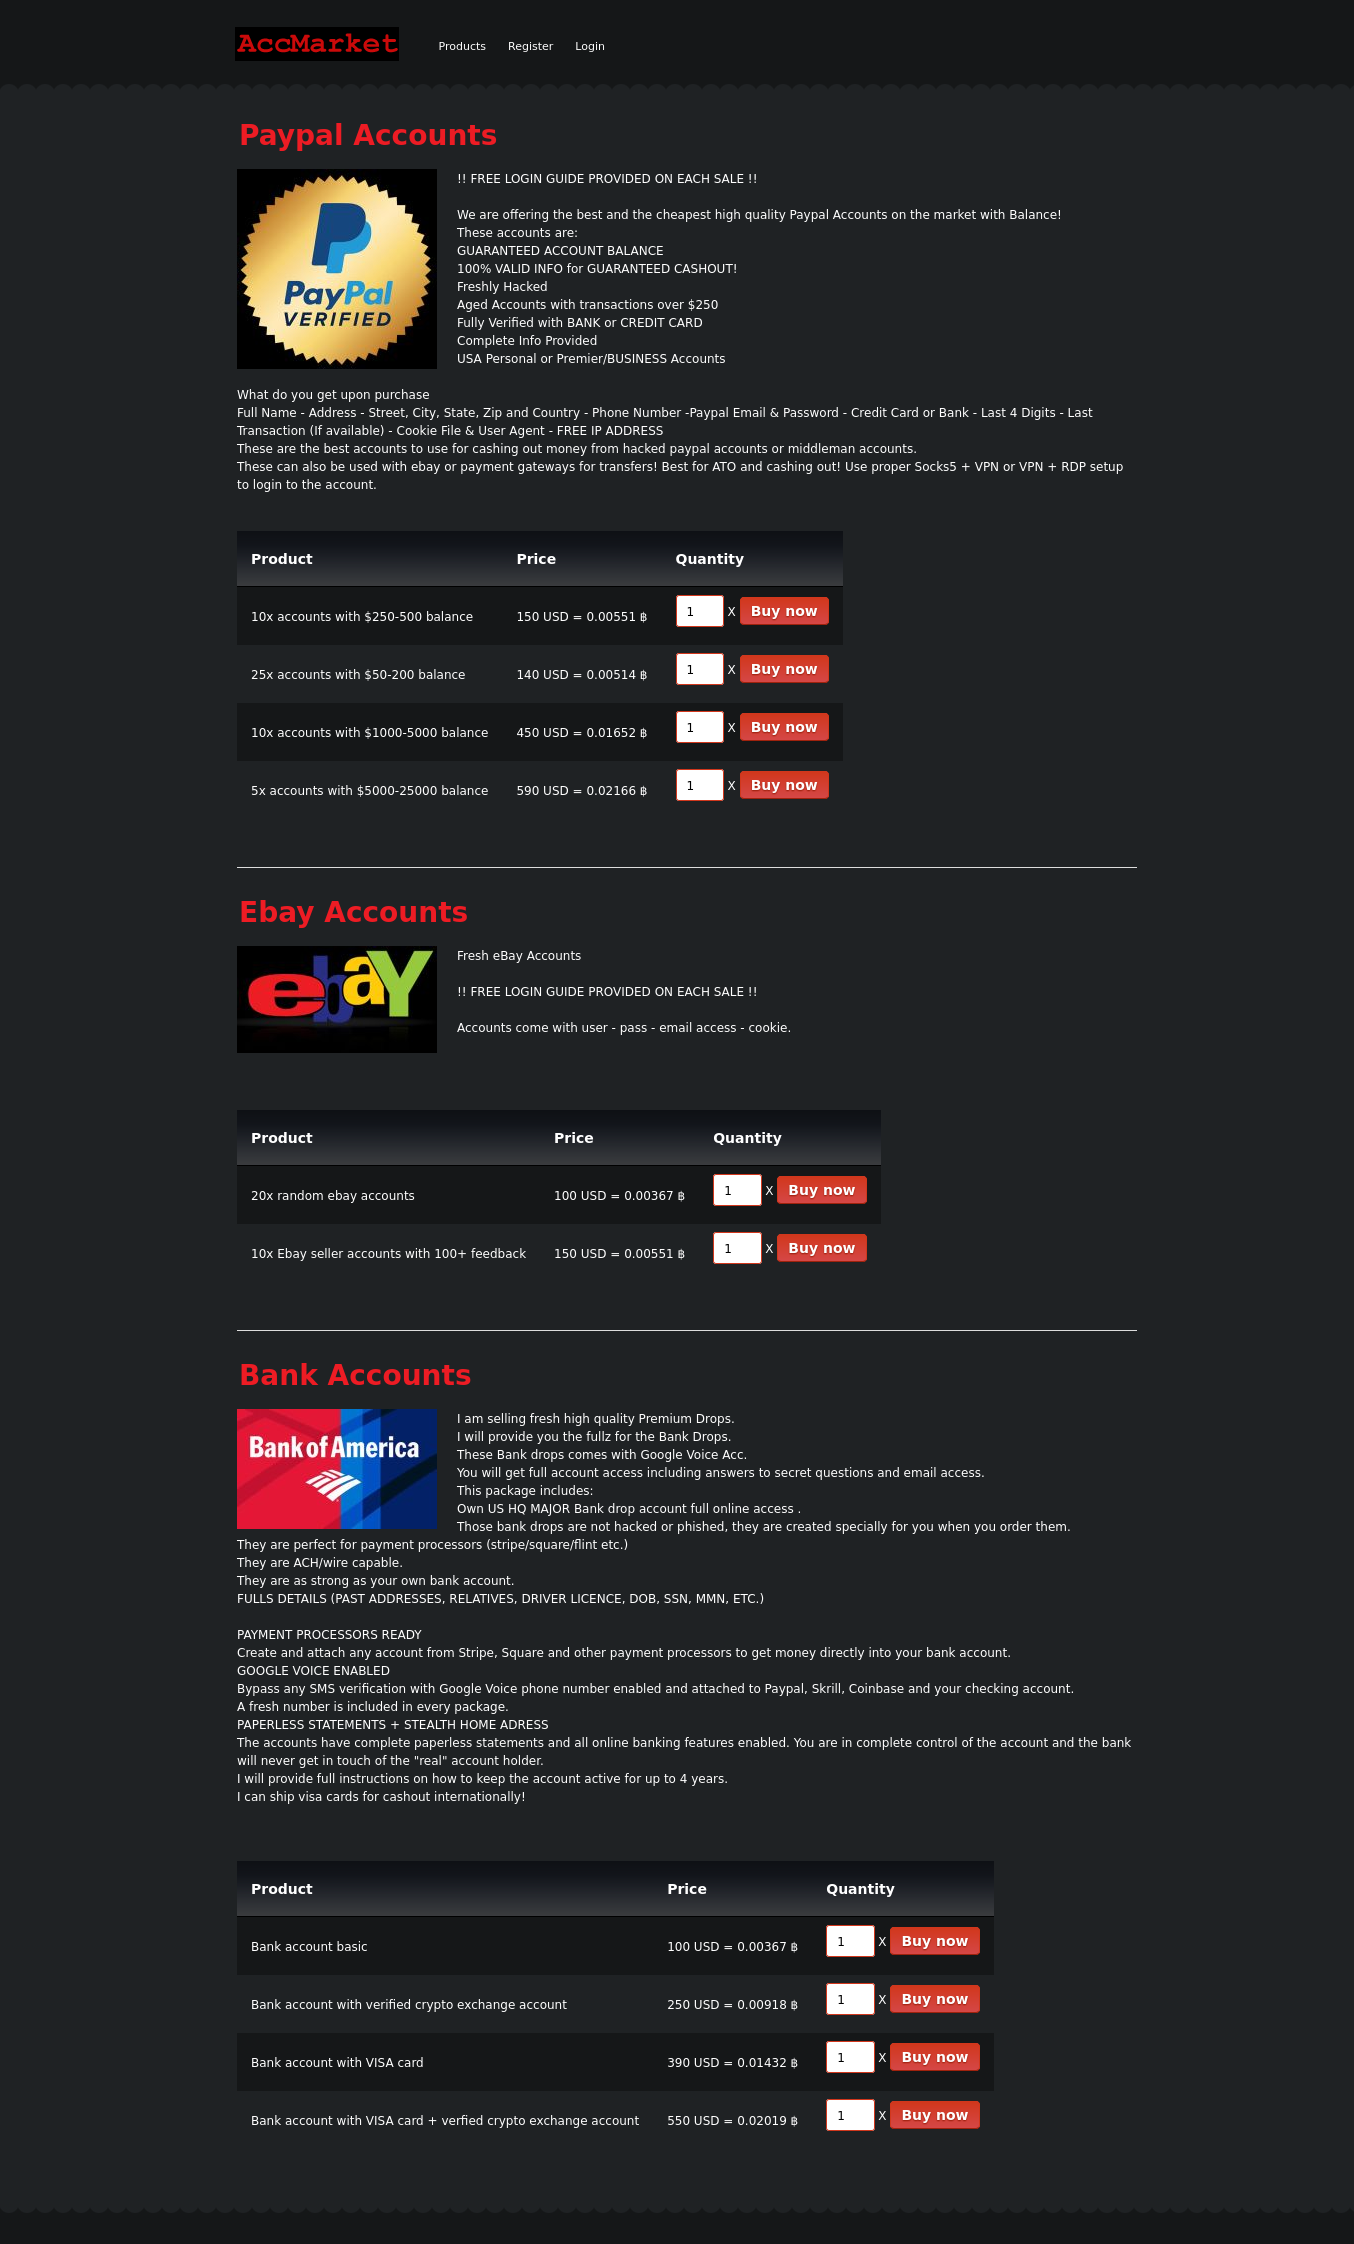 AccMarket
Products Register Login
Paypal Accounts
PayPal
VERIFIED
!! FREE LOGIN GUIDE PROVIDED ON EACH SALE !!
We are offering the best and the cheapest high quality Paypal Accounts on the market with Balance!
These accounts are:
GUARANTEED ACCOUNT BALANCE
100% VALID INFO for GUARANTEED CASHOUT!
Freshly Hacked
Aged Accounts with transactions over $250
Fully Verified with BANK or CREDIT CARD
Complete Info Provided
USA Personal or Premier/BUSINESS Accounts
What do you get upon purchase
Full Name - Address - Street, City, State, Zip and Country - Phone Number -Paypal Email & Password - Credit Card or Bank - Last 4 Digits - Last
Transaction (If available) - Cookie File & User Agent - FREE IP ADDRESS
These are the best accounts to use for cashing out money from hacked paypal accounts or middleman accounts.
These can also be used with ebay or payment gateways for transfers! Best for ATO and cashing out! Use proper Socks5 + VPN or VPN + RDP setup
to login to the account.
Product Price Quantity
10x accounts with $250-500 balance 150 USD = 0.00551 ฿ 1 X Buy now
25x accounts with $50-200 balance 140 USD = 0.00514 ฿ 1 X Buy now
10x accounts with $1000-5000 balance 450 USD = 0.01652 ฿ 1 X Buy now
5x accounts with $5000-25000 balance 590 USD = 0.02166 ฿ 1 X Buy now
Ebay Accounts
ebaY
Fresh eBay Accounts
!! FREE LOGIN GUIDE PROVIDED ON EACH SALE !!
Accounts come with user - pass - email access - cookie.
Product Price Quantity
20x random ebay accounts 100 USD = 0.00367 ฿ 1 X Buy now
10x Ebay seller accounts with 100+ feedback 150 USD = 0.00551 ฿ 1 X Buy now
Bank Accounts
Bank of America
I am selling fresh high quality Premium Drops.
I will provide you the fullz for the Bank Drops.
These Bank drops comes with Google Voice Acc.
You will get full account access including answers to secret questions and email access.
This package includes:
Own US HQ MAJOR Bank drop account full online access .
Those bank drops are not hacked or phished, they are created specially for you when you order them.
They are perfect for payment processors (stripe/square/flint etc.)
They are ACH/wire capable.
They are as strong as your own bank account.
FULLS DETAILS (PAST ADDRESSES, RELATIVES, DRIVER LICENCE, DOB, SSN, MMN, ETC.)
PAYMENT PROCESSORS READY
Create and attach any account from Stripe, Square and other payment processors to get money directly into your bank account.
GOOGLE VOICE ENABLED
Bypass any SMS verification with Google Voice phone number enabled and attached to Paypal, Skrill, Coinbase and your checking account.
A fresh number is included in every package.
PAPERLESS STATEMENTS + STEALTH HOME ADRESS
The accounts have complete paperless statements and all online banking features enabled. You are in complete control of the account and the bank
will never get in touch of the "real" account holder.
I will provide full instructions on how to keep the account active for up to 4 years.
I can ship visa cards for cashout internationally!
Product Price Quantity
Bank account basic 100 USD = 0.00367 ฿ 1 X Buy now
Bank account with verified crypto exchange account 250 USD = 0.00918 ฿ 1 X Buy now
Bank account with VISA card 390 USD = 0.01432 ฿ 1 X Buy now
Bank account with VISA card + verfied crypto exchange account 550 USD = 0.02019 ฿ 1 X Buy now